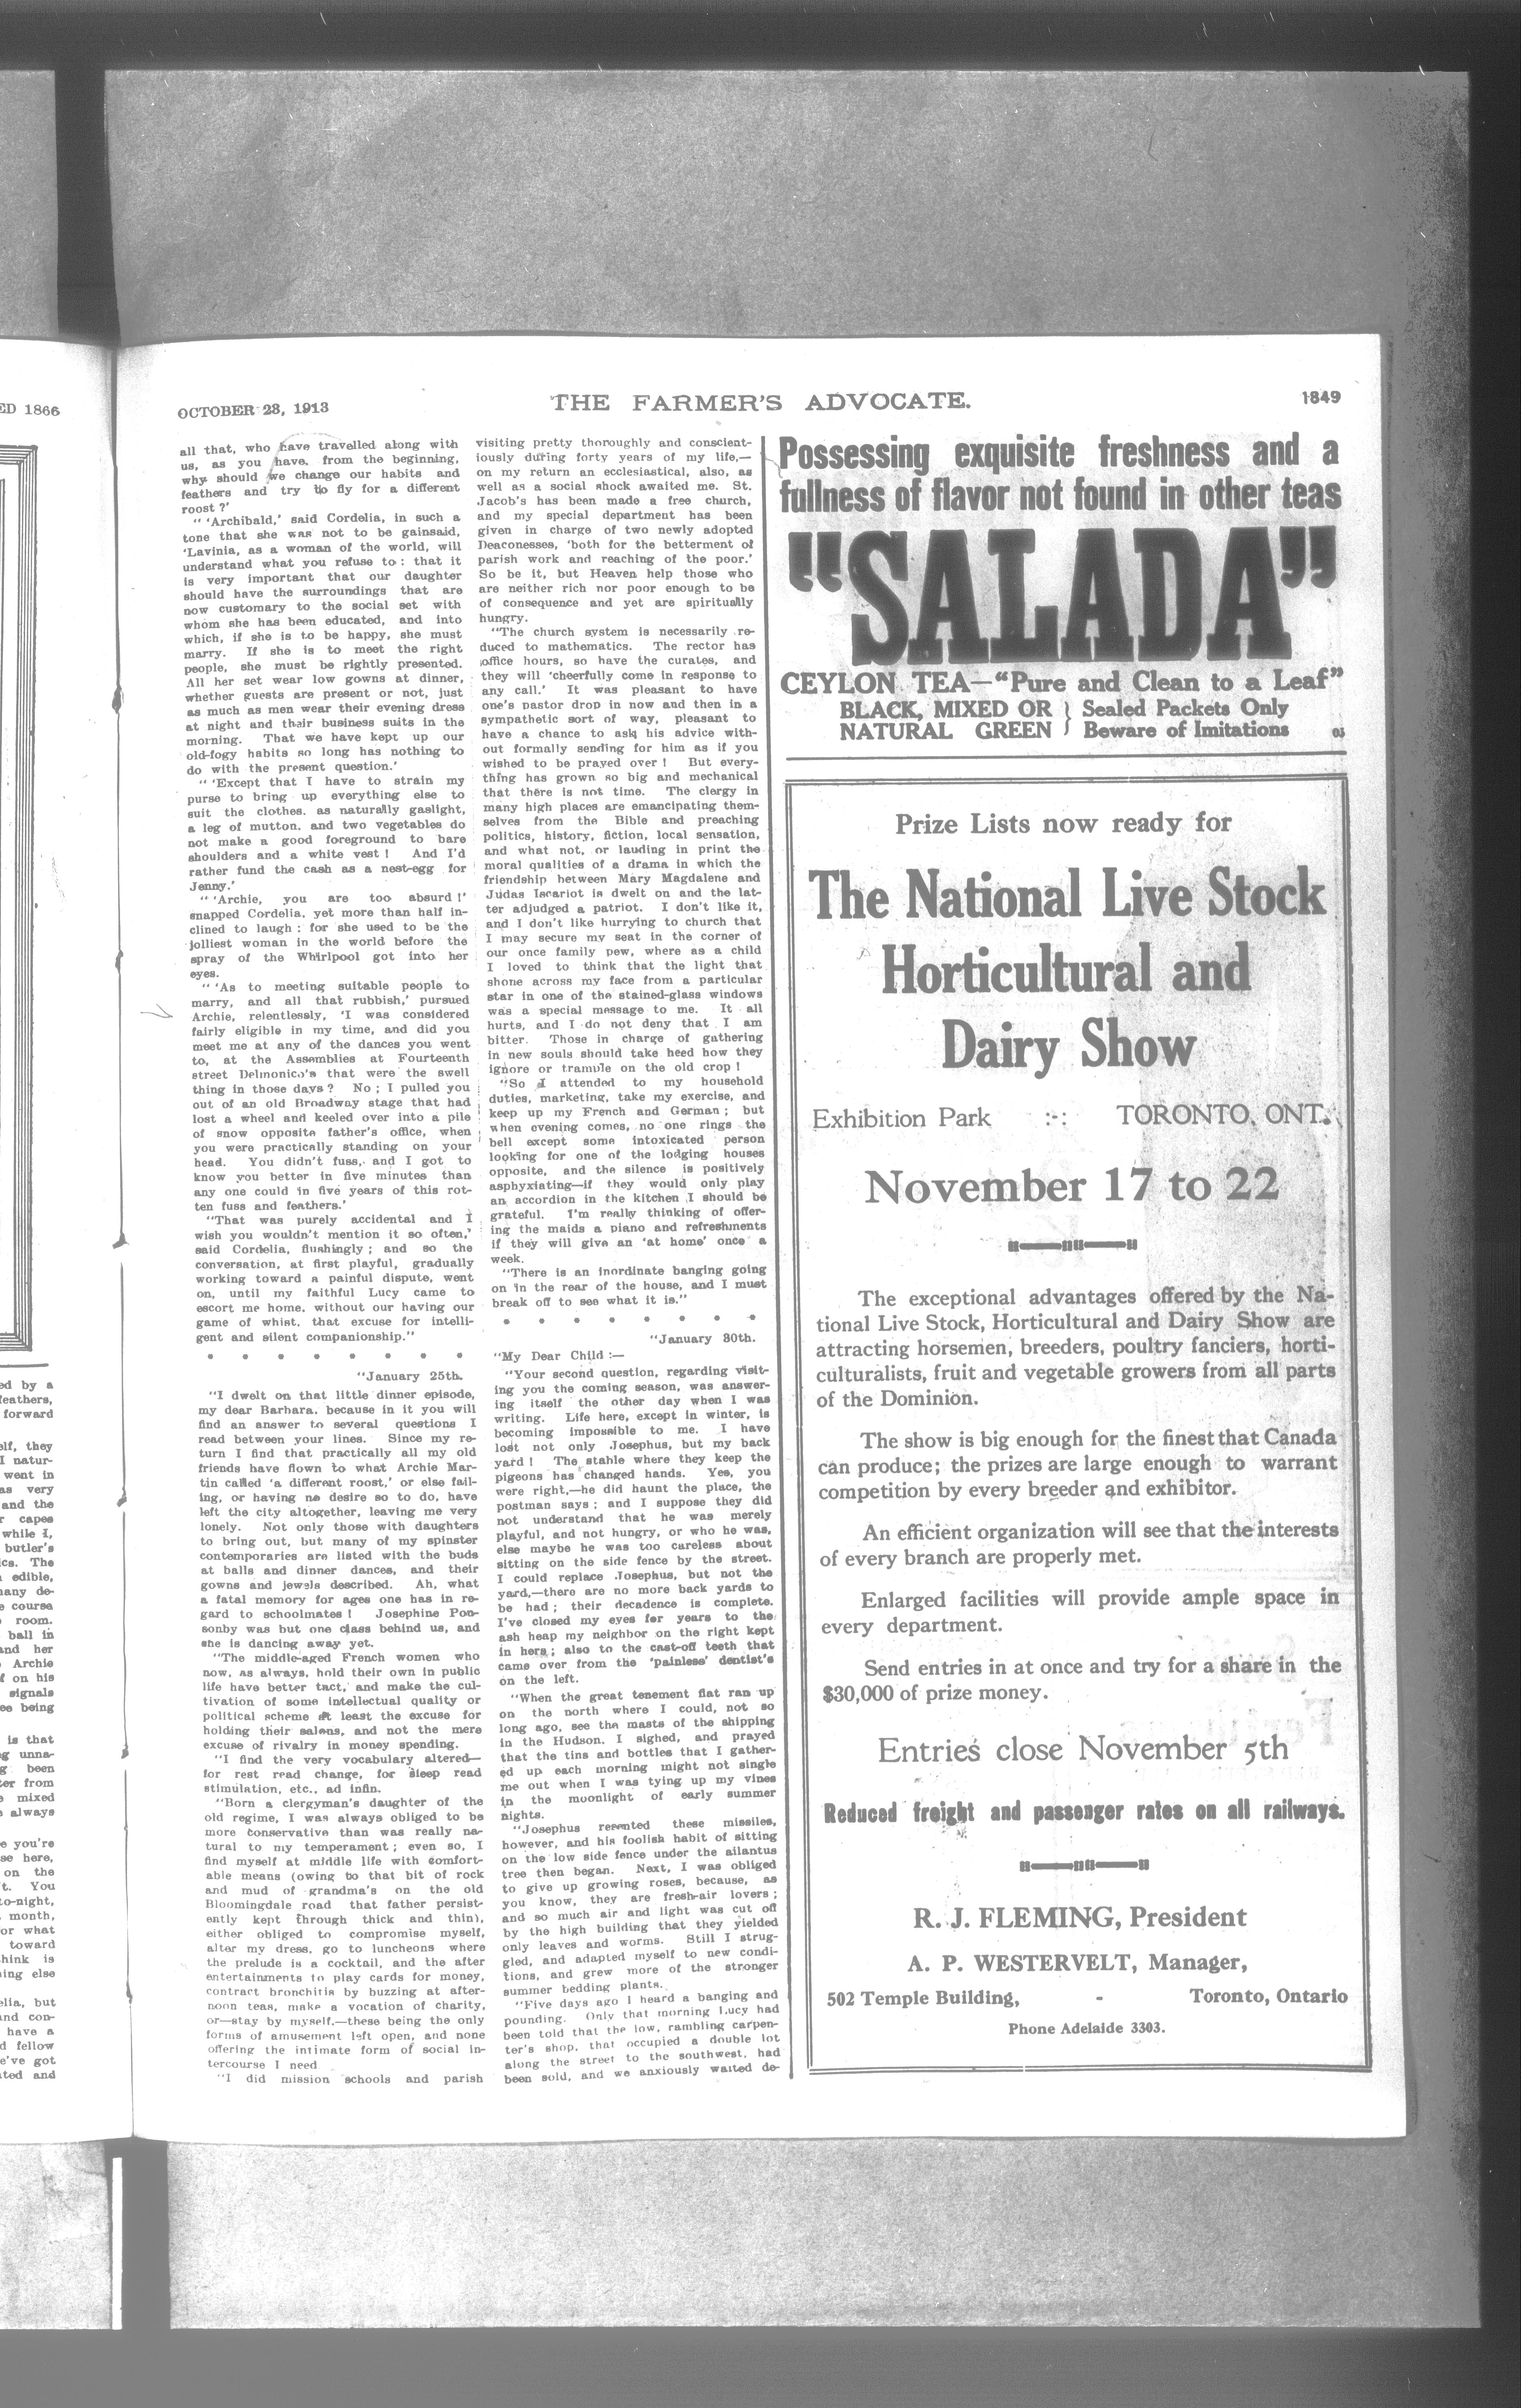 ED 1866
ed by a
feathers,
forward
elf, they
I natur-
went in
as very
and the
r capes
while I,
butler's
ics. The
edible,
many de-
e course
room.
ball in
and her
Archie
f on his
signals
ee being
is that
g unna-
g been
ter from
e mixed
always
e you're
se here,
on the
t. You
to-night,
month,
or what
toward
think is
ning else
elia, but
and con-
have a
d fellow
e've got
ated and
OCTOBER 23, 1913
THE FARMER'S ADVOCATE.
1849
all that, who have travelled along with
us, as you have, from the beginning,
why should we change our habits and
feathers and try to fly for a different
roost ?'
" 'Archibald,' said Cordelia, in such a
tone that she was not to be gainsaid,
'Lavinia, as a woman of the world, will
understand what you refuse to : that it
is very important that our daughter
should have the surroundings that are
now customary to the social set with
whom she has been educated, and into
which, if she is to be happy, she must
marry. If she is to meet the right
people, she must be rightly presented.
All her set wear low gowns at dinner,
whether guests are present or not, just
as much as men wear their evening dress
at night and their business suits in the
morning. That we have kept up our
old-fogy habits so long has nothing to
do with the present question.'
" 'Except that I have to strain my
purse to bring up everything else to
suit the clothes, as naturally gaslight,
a leg of mutton, and two vegetables do
not make a good foreground to bare
shoulders and a white vest ! And I'd
rather fund the cash as a nest-egg for
Jenny.'
" 'Archie, you are too absurd !'
snapped Cordelia, yet more than half in-
clined to laugh : for she used to be the
jolliest woman in the world before the
spray of the Whirlpool got into her
eyes.
" 'As to meeting suitable people to
marry, and all that rubbish,' pursued
Archie, relentlessly, 'I was considered
fairly eligible in my time, and did you
meet me at any of the dances you went
to, at the Assemblies at Fourteenth
street Delmonico's that were the swell
thing in those days ? No ; I pulled you
out of an old Broadway stage that had
lost a wheel and keeled over into a pile
of snow opposite father's office, when
you were practically standing on your
head. You didn't fuss, and I got to
know you better in five minutes than
any one could in five years of this rot-
ten fuss and feathers.'
"That was purely accidental and I
wish you wouldn't mention it so often,'
said Cordelia, flushingly ; and so the
conversation, at first playful, gradually
working toward a painful dispute, went
on, until my faithful Lucy came to
escort me home, without our having our
game of whist, that excuse for intelli-
gent and silent companionship."
* * * * * * * *
"January 25th.
"I dwelt on that little dinner episode,
my dear Barbara, because in it you will
find an answer to several questions I
read between your lines. Since my re-
turn I find that practically all my old
friends have flown to what Archie Mar-
tin called 'a different roost,' or else fail-
ing, or having no desire so to do, have
left the city altogether, leaving me very
lonely. Not only those with daughters
to bring out, but many of my spinster
contemporaries are listed with the buds
at balls and dinner dances, and their
gowns and jewels described. Ah, what
a fatal memory for ages one has in re-
gard to schoolmates ! Josephine Pon-
sonby was but one class behind us, and
she is dancing away yet.
"The middle-aged French women who
now, as always, hold their own in public
life have better tact, and make the cul-
tivation of some intellectual quality or
political scheme at least the excuse for
holding their salons, and not the mere
excuse of rivalry in money spending.
"I find the very vocabulary altered—
for rest read change, for sleep read
stimulation, etc., ad infin.
"Born a clergyman's daughter of the
old regime, I was always obliged to be
more conservative than was really na-
tural to my temperament ; even so, I
find myself at middle life with comfort-
able means (owing to that bit of rock
and mud of grandma's on the old
Bloomingdale road that father persist-
ently kept through thick and thin),
either obliged to compromise myself,
alter my dress, go to luncheons where
the prelude is a cocktail, and the after
entertainments to play cards for money,
contract bronchitis by buzzing at after-
noon teas, make a vocation of charity,
or—stay by myself,—these being the only
forms of amusement left open, and none
offering the intimate form of social in-
tercourse I need
"I did mission schools and parish
visiting pretty thoroughly and conscient-
iously during forty years of my life,—
on my return an ecclesiastical, also, as
well as a social shock awaited me. St.
Jacob's has been made a free church,
and my special department has been
given in charge of two newly adopted
Deaconesses, 'both for the betterment of
parish work and reaching of the poor.'
So be it, but Heaven help those who
are neither rich nor poor enough to be
of consequence and yet are spiritually
hungry.
"The church system is necessarily re-
duced to mathematics. The rector has
office hours, so have the curates, and
they will 'cheerfully come in response to
any call.' It was pleasant to have
one's pastor drop in now and then in a
sympathetic sort of way, pleasant to
have a chance to ask his advice with-
out formally sending for him as if you
wished to be prayed over ! But every-
thing has grown so big and mechanical
that there is not time. The clergy in
many high places are emancipating them-
selves from the Bible and preaching
politics, history, fiction, local sensation,
and what not, or lauding in print the
moral qualities of a drama in which the
friendship between Mary Magdalene and
Judas Iscariot is dwelt on and the lat-
ter adjudged a patriot. I don't like it,
and I don't like hurrying to church that
I may secure my seat in the corner of
our once family pew, where as a child
I loved to think that the light that
shone across my face from a particular
star in one of the stained-glass windows
was a special message to me. It all
hurts, and I do not deny that I am
bitter. Those in charge of gathering
in new souls should take heed how they
ignore or trample on the old crop !
"So I attended to my household
duties, marketing, take my exercise, and
keep up my French and German ; but
when evening comes, no one rings the
bell except some intoxicated person
looking for one of the lodging houses
opposite, and the silence is positively
asphyxiating—if they would only play
an accordion in the kitchen I should be
grateful. I'm really thinking of offer-
ing the maids a piano and refreshments
if they will give an 'at home' once a
week.
"There is an inordinate banging going
on in the rear of the house, and I must
break off to see what it is."
* * * * * * * *
"January 30th.
"My Dear Child :—
"Your second question, regarding visit-
ing you the coming season, was answer-
ing itself the other day when I was
writing. Life here, except in winter, is
becoming impossible to me. I have
lost not only Josephus, but my back
yard ! The stable where they keep the
pigeons has changed hands. Yes, you
were right,—he did haunt the place, the
postman says ; and I suppose they did
not understand that he was merely
playful, and not hungry, or who he was,
else maybe he was too careless about
sitting on the side fence by the street.
I could replace Josephus, but not the
yard,—there are no more back yards to
be had ; their decadence is complete.
I've closed my eyes for years to the
ash heap my neighbor on the right kept
in hers ; also to the cast-off teeth that
came over from the 'painless' dentist's
on the left.
"When the great tenement flat ran up
on the north where I could, not so
long ago, see the masts of the shipping
in the Hudson, I sighed, and prayed
that the tins and bottles that I gather-
ed up each morning might not single
me out when I was tying up my vines
in the moonlight of early summer
nights.
"Josephus resented these missiles,
however, and his foolish habit of sitting
on the low side fence under the ailantus
tree then began. Next, I was obliged
to give up growing roses, because, as
you know, they are fresh-air lovers ;
and so much air and light was cut off
by the high building that they yielded
only leaves and worms. Still I strug-
gled, and adapted myself to new condi-
tions, and grew more of the stronger
summer bedding plants.
"Five days ago I heard a banging and
pounding. Only that morning Lucy had
been told that the low, rambling carpen-
ter's shop, that occupied a double lot
along the street to the southwest, had
been sold, and we anxiously waited de-
Possessing exquisite freshness and a
fullness of flavor not found in other teas
"SALADA"
CEYLON TEA—"Pure and Clean to a Leaf"
BLACK, MIXED OR } Sealed Packets Only
NATURAL GREEN } Beware of Imitations
Prize Lists now ready for
The National Live Stock
Horticultural and
Dairy Show
Exhibition Park :-: TORONTO, ONT.
November 17 to 22
The exceptional advantages offered by the Na-
tional Live Stock, Horticultural and Dairy Show are
attracting horsemen, breeders, poultry fanciers, horti-
culturalists, fruit and vegetable growers from all parts
of the Dominion.
The show is big enough for the finest that Canada
can produce; the prizes are large enough to warrant
competition by every breeder and exhibitor.
An efficient organization will see that the interests
of every branch are properly met.
Enlarged facilities will provide ample space in
every department.
Send entries in at once and try for a share in the
$30,000 of prize money.
Entries close November 5th
Reduced freight and passenger rates on all railways.
R. J. FLEMING, President
A. P. WESTERVELT, Manager,
502 Temple Building, - Toronto, Ontario
Phone Adelaide 3303.